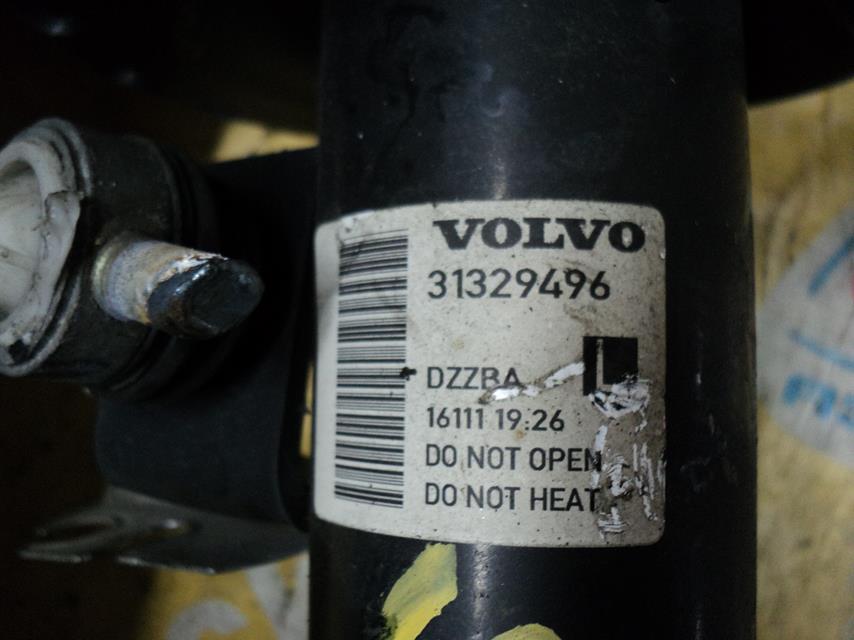 VOLVO
31329496
L
DZZBA
16111 19:26
DO NOT OPEN
DO NOT HEAT